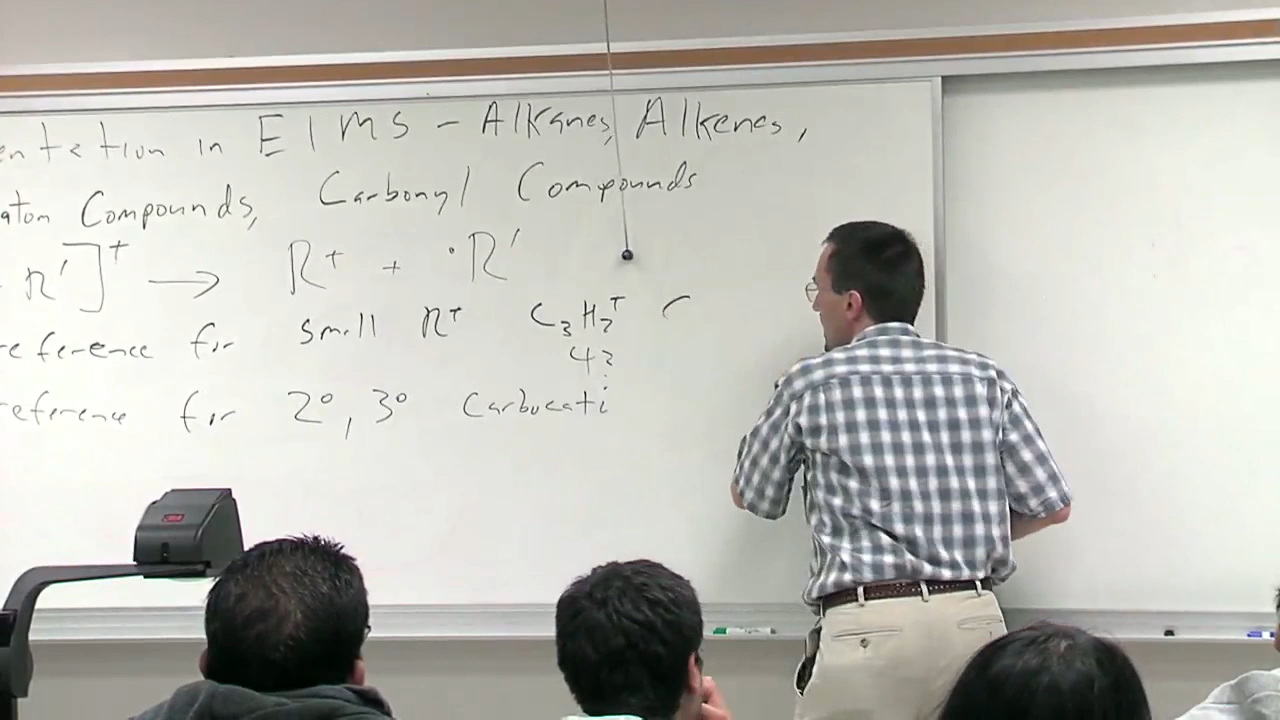 entation in EIMS - Alkanes, Alkenes,
atom Compounds, Carbonyl Compounds
R']⁺ → R⁺ + ·R'
reference for small R⁺ C₃H₇⁺ C
43
reference for 2°, 3° Carbocati